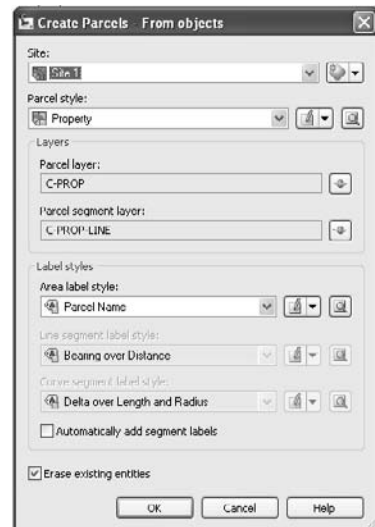 Create Parcels - From objects
Site:
Site 1
Parcel style:
Property
Layers
Parcel layer:
C-PROP
Parcel segment layer:
C-PROP-LINE
Label styles
Area label style:
Parcel Name
Line segment label style:
Bearing over Distance
Curve segment label style:
Delta over Length and Radius
Automatically add segment labels
Erase existing entities
OK Cancel Help